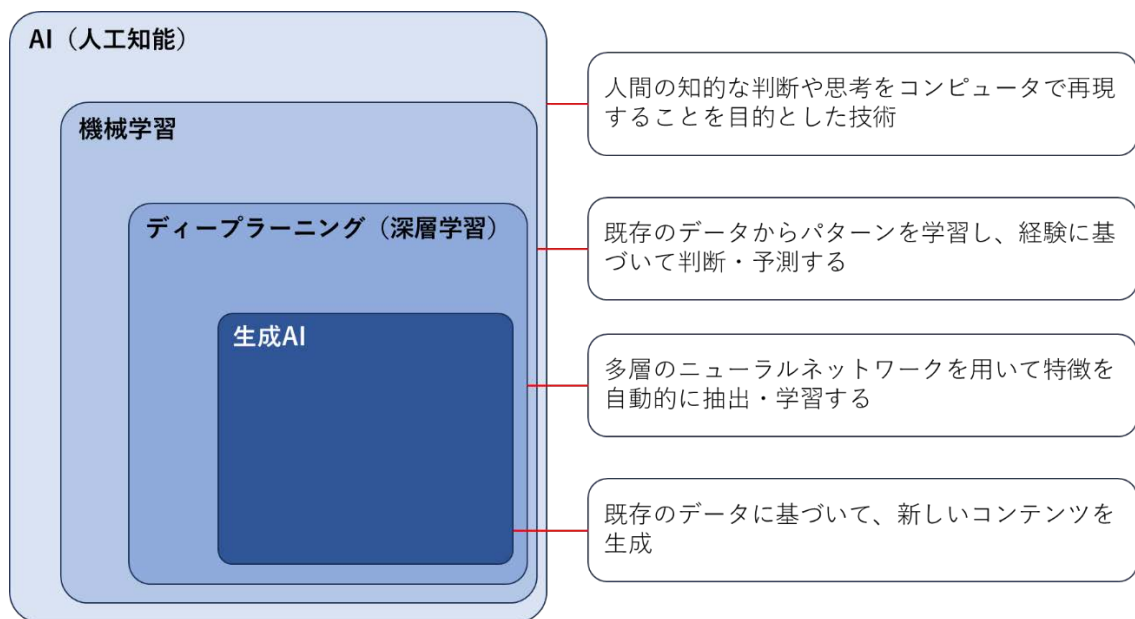 AI（人工知能）
機械学習
ディープラーニング（深層学習）
生成AI
人間の知的な判断や思考をコンピュータで再現
することを目的とした技術
既存のデータからパターンを学習し、経験に基
づいて判断・予測する
多層のニューラルネットワークを用いて特徴を
自動的に抽出・学習する
既存のデータに基づいて、新しいコンテンツを
生成